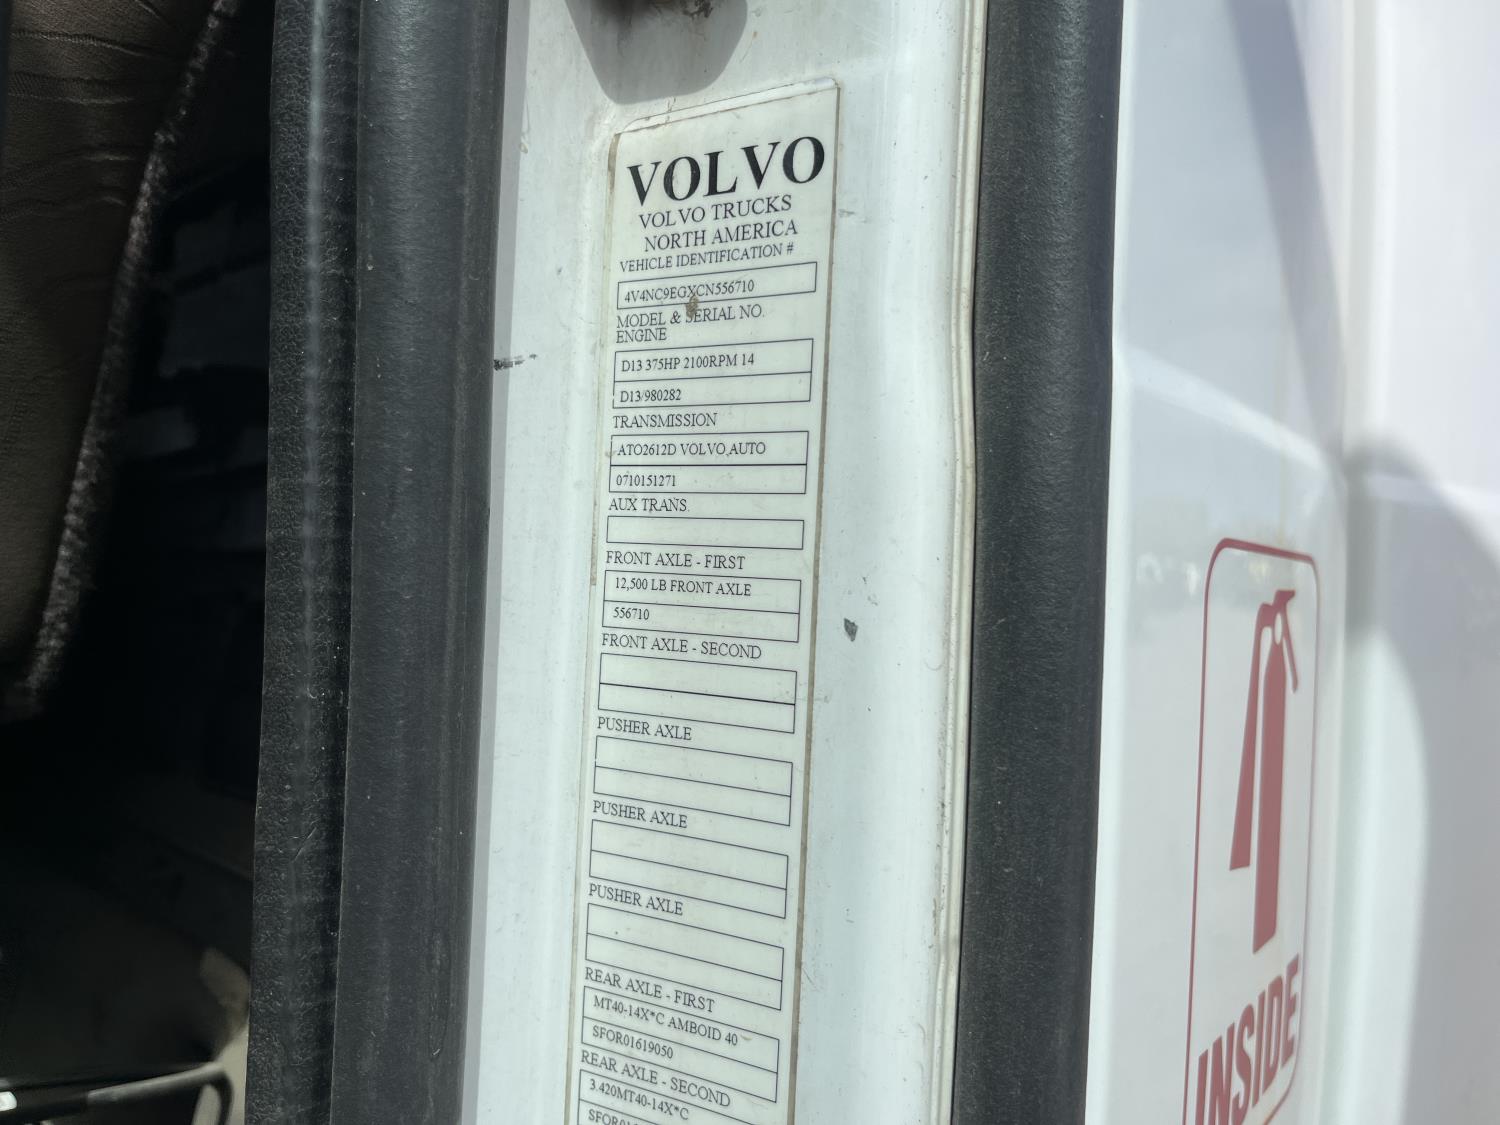 VOLVO
VOLVO TRUCKS
NORTH AMERICA
VEHICLE IDENTIFICATION #
4V4NC9EGXCN556710
MODEL & SERIAL NO.
ENGINE
D13 375HP 2100RPM 14
D13/980282
TRANSMISSION
ATO2612D VOLVO,AUTO
0710151271
AUX TRANS.
FRONT AXLE - FIRST
12,500 LB FRONT AXLE
556710
FRONT AXLE - SECOND
PUSHER AXLE
PUSHER AXLE
PUSHER AXLE
REAR AXLE - FIRST
MT40-14X*C AMBOID 40
SFOR01619050
REAR AXLE - SECOND
3.420MT40-14X*C
INSIDE